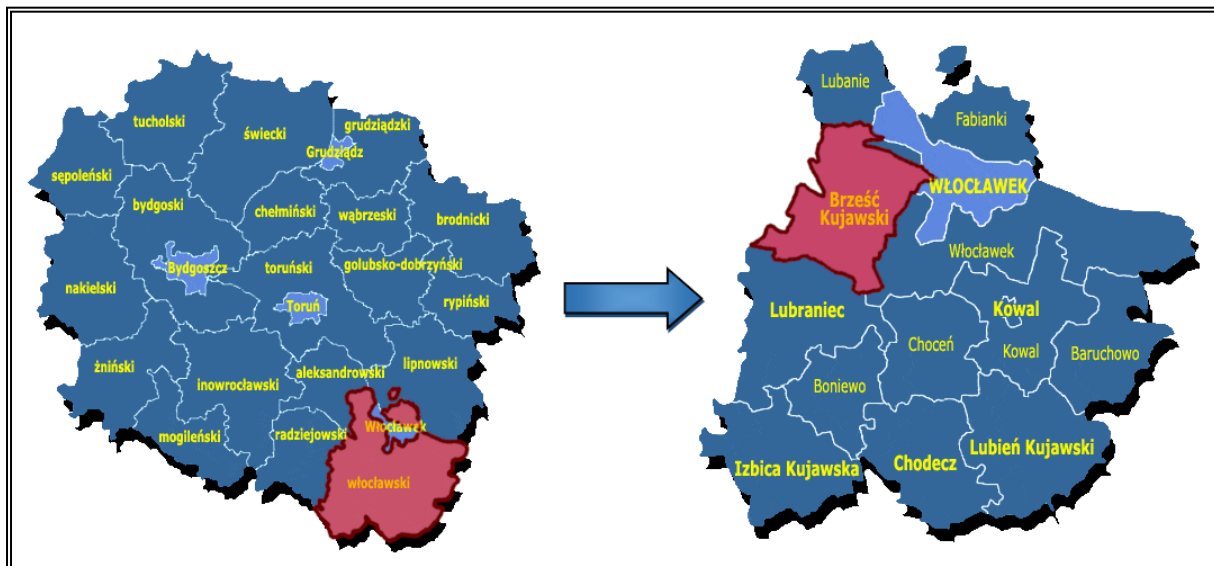 tucholski
świecki
grudziądzki
Grudziądz
sępoleński
bydgoski
chełmiński
wąbrzeski
brodnicki
Bydgoszcz
toruński
golubsko-dobrzyński
nakielski
Toruń
rypiński
żniński
inowrocławski
aleksandrowski
lipnowski
mogileński
radziejowski
Włocławek
włocławski
Lubanie
Fabianki
WŁOCŁAWEK
Brześć
Kujawski
Włocławek
Lubraniec
Kowal
Choceń
Kowal
Baruchowo
Boniewo
Izbica Kujawska
Chodecz
Lubień Kujawski